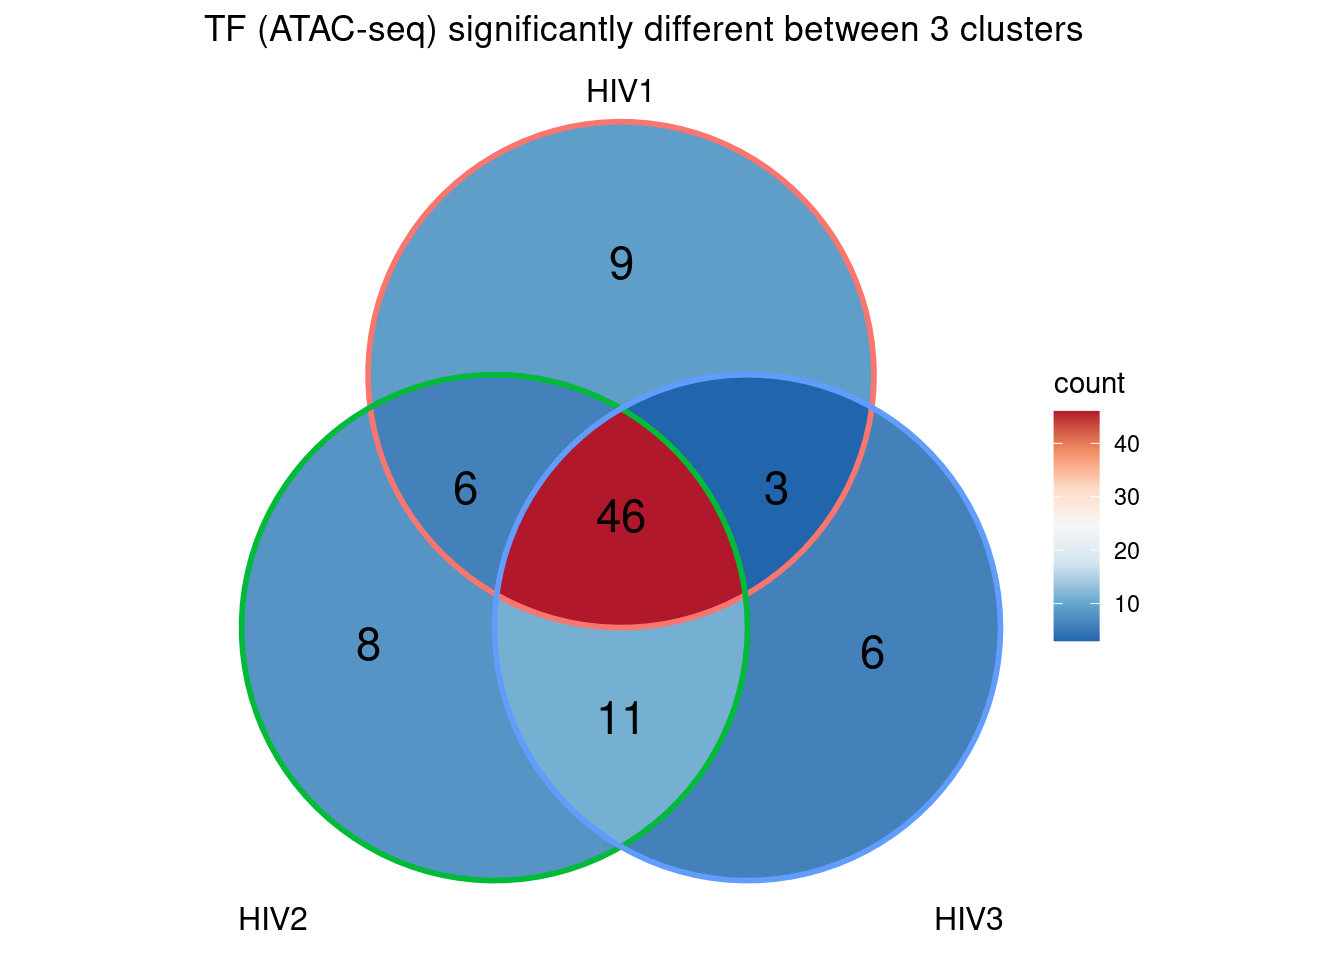 TF (ATAC-seq) significantly different between 3 clusters
HIV1
9
6
46
3
8
6
11
HIV2
HIV3
count
40
30
20
10